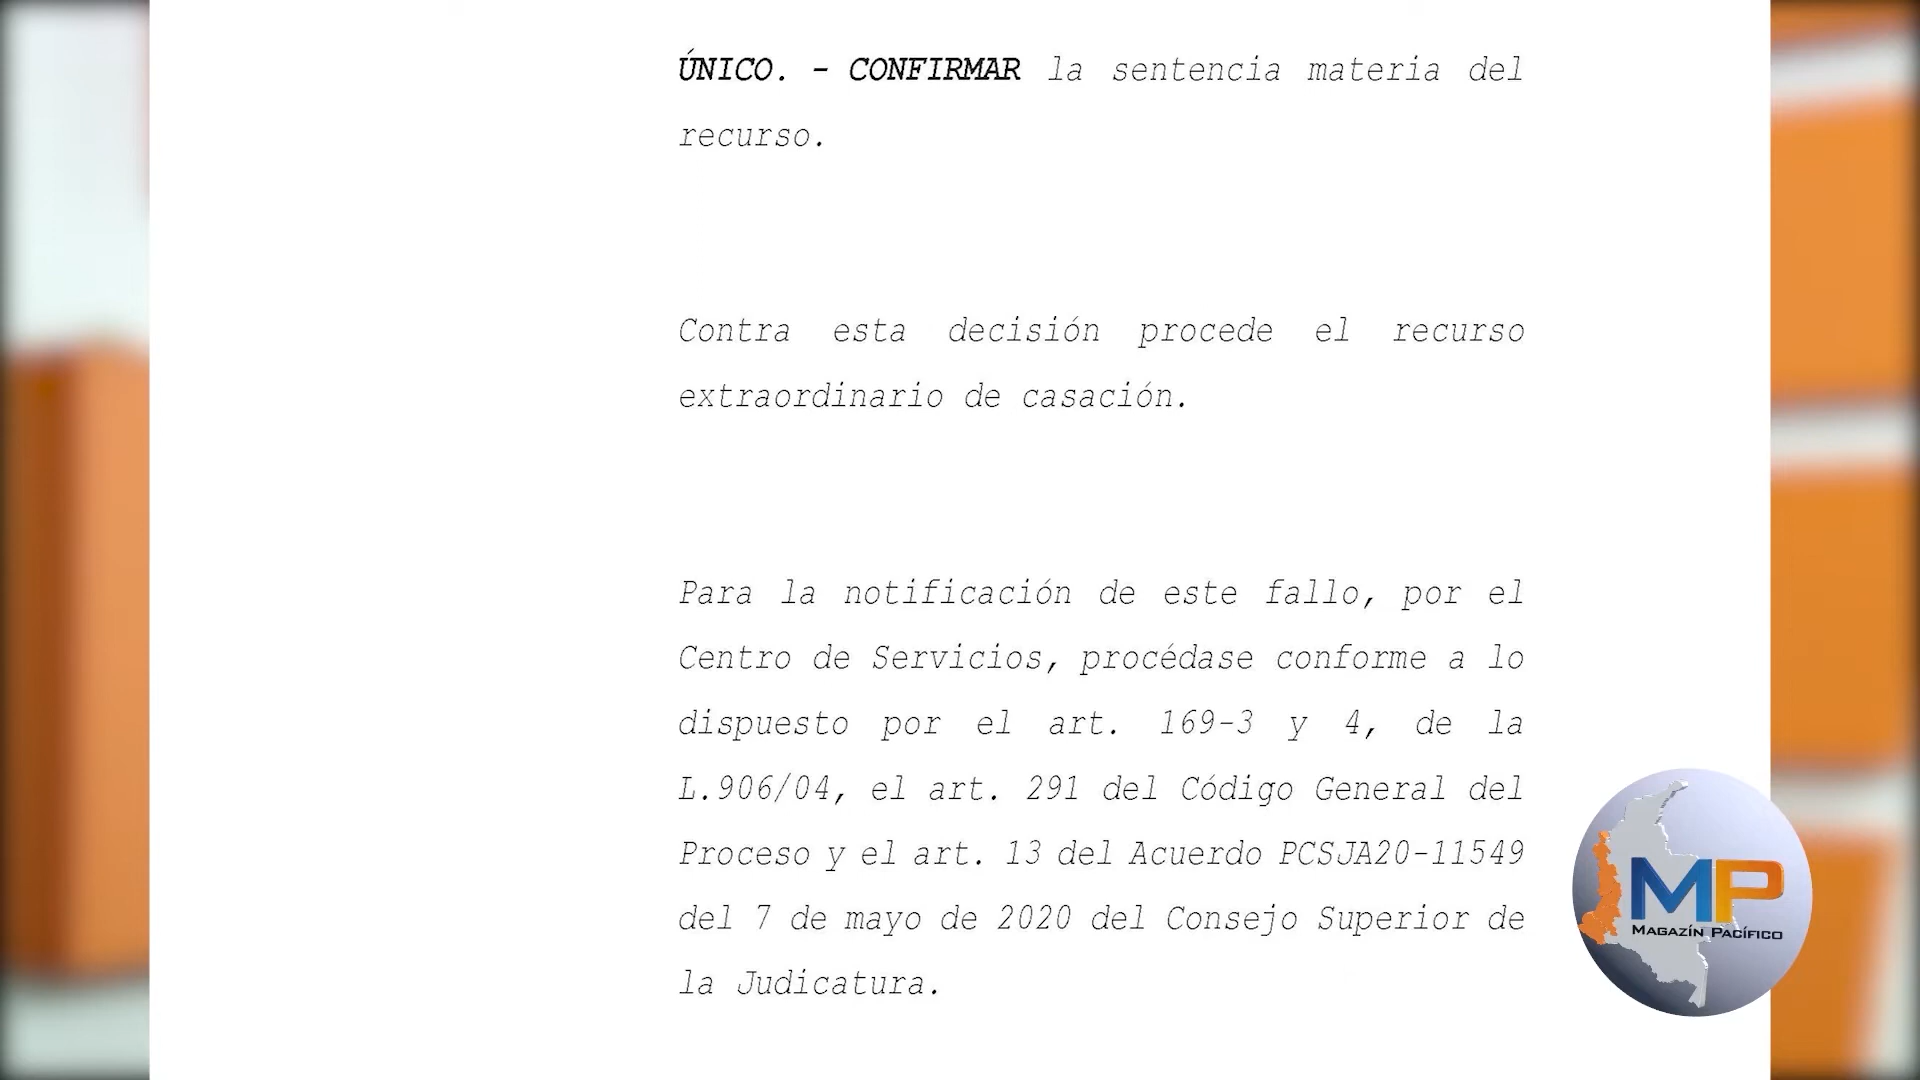 ÚNICO. - CONFIRMAR la sentencia materia del
recurso.
Contra esta decisión procede el recurso
extraordinario de casación.
Para la notificación de este fallo, por el
Centro de Servicios, procédase conforme a lo
dispuesto por el art. 169-3 y 4, de la
L.906/04, el art. 291 del Código General del
Proceso y el art. 13 del Acuerdo PCSJA20-11549
del 7 de mayo de 2020 del Consejo Superior de
la Judicatura.
MP
MAGAZÍN PACÍFICO